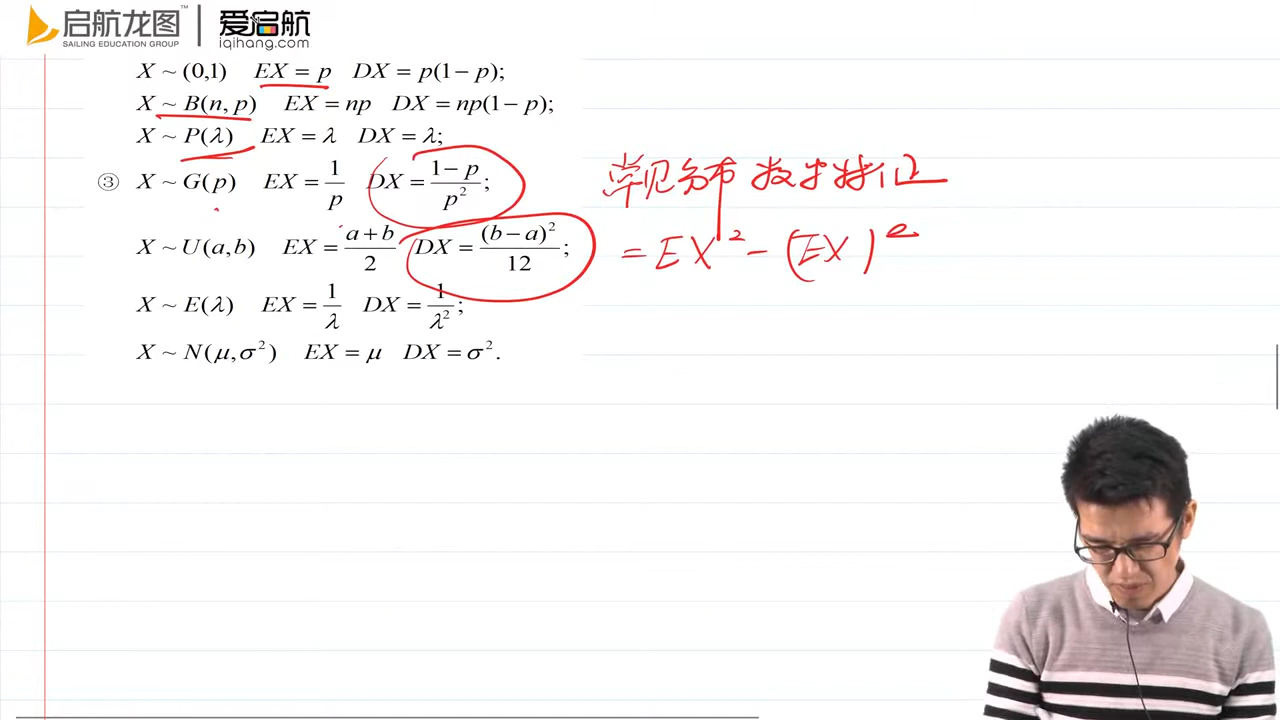 启航龙图™ | 爱启航
SAILING EDUCATION GROUP iqihang.com
X ~ (0,1) EX = p DX = p(1− p);
X ~ B(n, p) EX = np DX = np(1− p);
X ~ P(λ) EX = λ DX = λ;
③ X ~ G(p) EX = 1/p DX = (1− p)/p²;
X ~ U(a,b) EX = (a+b)/2 DX = (b−a)²/12;
X ~ E(λ) EX = 1/λ DX = 1/λ²;
X ~ N(μ,σ²) EX = μ DX = σ².
常见分布 数字特征
= EX² − (EX)²